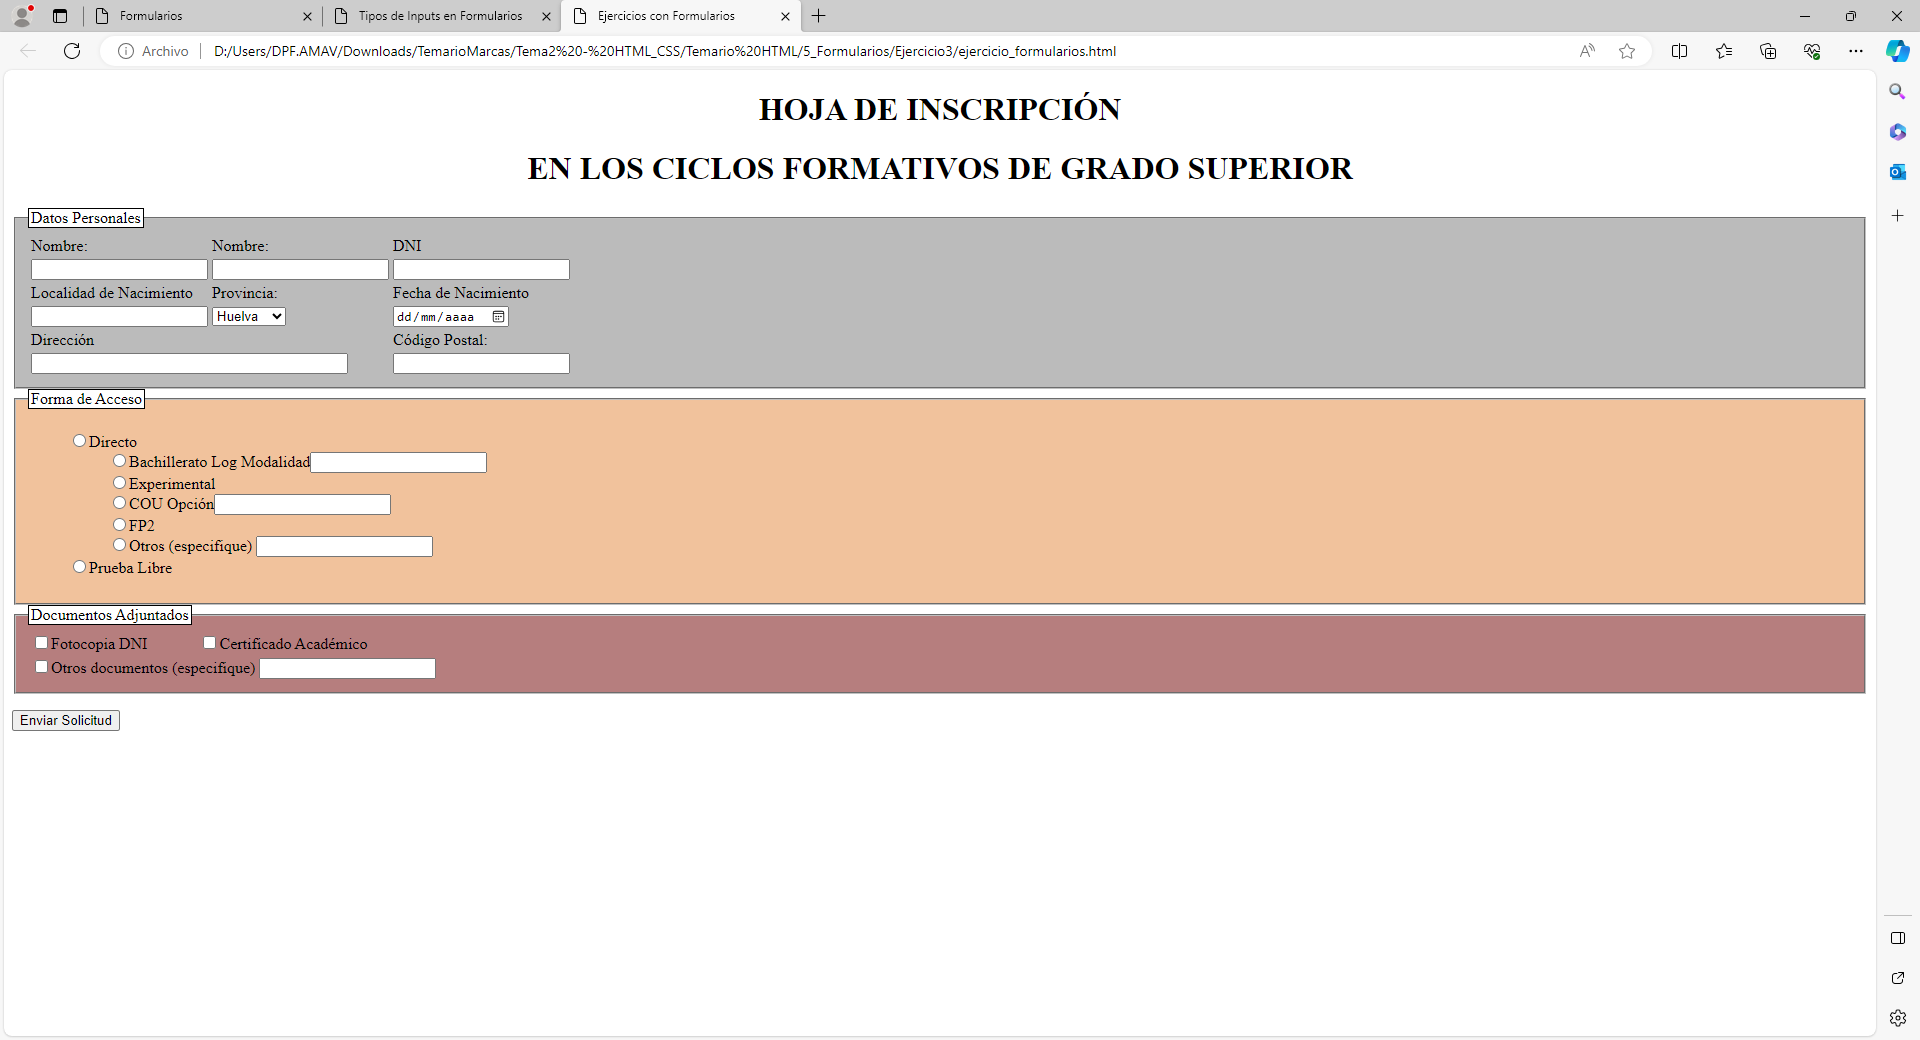 Formularios
Tipos de Inputs en Formularios
Ejercicios con Formularios
Archivo
D:/Users/DPF.AMAV/Downloads/TemarioMarcas/Tema2%20-%20HTML_CSS/Temario%20HTML/5_Formularios/Ejercicio3/ejercicio_formularios.html
HOJA DE INSCRIPCIÓN
EN LOS CICLOS FORMATIVOS DE GRADO SUPERIOR
Datos Personales
Nombre: Nombre: DNI
Localidad de Nacimiento Provincia: Fecha de Nacimiento
Huelva dd/mm/aaaa
Dirección Código Postal:
Forma de Acceso
Directo
Bachillerato Log Modalidad
Experimental
COU Opción
FP2
Otros (especifique)
Prueba Libre
Documentos Adjuntados
Fotocopia DNI Certificado Académico
Otros documentos (especifique)
Enviar Solicitud